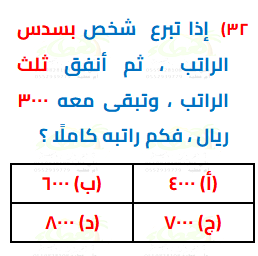 ٣٢) إذا تبرع شخص بسدس
الراتب ، ثم أنفق ثلث
الراتب ، وتبقى معه ٣٠٠٠
ريال ، فكم راتبه كاملًا ؟
(أ) ٤٠٠٠ (ب) ٦٠٠٠
(ج) ٧٠٠٠ (د) ٨٠٠٠